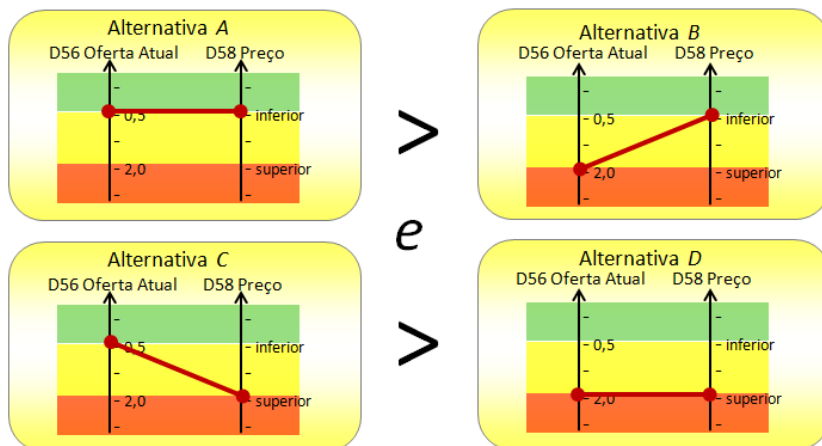 Alternativa A
D56 Oferta Atual D58 Preço
0,5 inferior
2,0 superior
>
Alternativa B
D56 Oferta Atual D58 Preço
0,5 inferior
2,0 superior
e
Alternativa C
D56 Oferta Atual D58 Preço
0,5 inferior
2,0 superior
>
Alternativa D
D56 Oferta Atual D58 Preço
0,5 inferior
2,0 superior